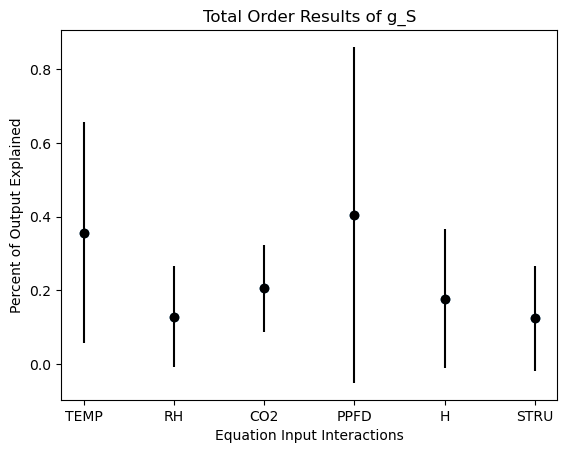 Total Order Results of g_S
Percent of Output Explained
0.8
0.6
0.4
0.2
0.0
TEMP RH CO2 PPFD H STRU
Equation Input Interactions